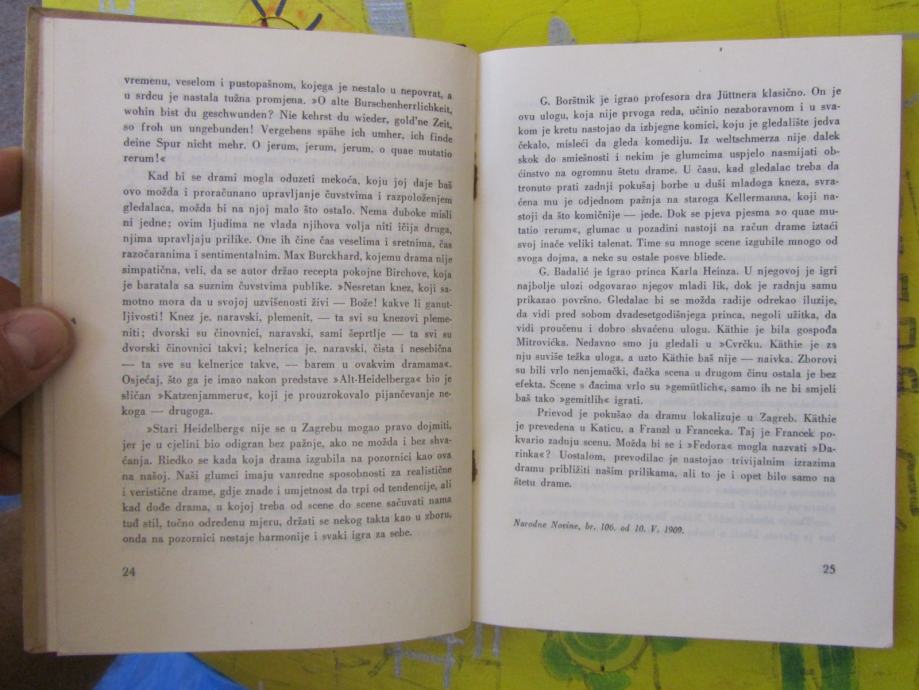 vremenu, veselom i pustopašnom, kojega je nestalo u nepovrat, a
u srdcu je nastala tužna promjena. »O alte Burschenherrlichkeit,
wohin bist du geschwunden? Nie kehrst du wieder, gold'ne Zeit,
so froh un ungebunden! Vergebens spähe ich umher, ich finde
deine Spur nicht mehr. O jerum, jerum, jerum, o quae mutatio
rerum!«
Kad bi se drami mogla oduzeti mekoća, koju joj daje baš
ovo možda i proračunano upravljanje čuvstvima i razpoloženjem
gledalaca, možda bi na njoj malo što ostalo. Nema duboke misli
ni jedne; ovim ljudima ne vlada njihova volja niti ičija druga,
njima upravljaju prilike. One ih čine čas veselima i sretnima, čas
razočaranima i sentimentalnim. Max Burckhard, kojemu drama nije
simpatična, veli, da se autor držao recepta pokojne Birchove, koja
je baratala sa suznim čuvstvima publike. »Nesretan knez, koji sa-
motno mora da u svojoj uzvišenosti živi — Bože! kakve li ganut-
ljivosti! Knez je, naravski, plemenit, — ta svi su knezovi pleme-
niti; dvorski su činovnici, naravski, sami šeprtlje — ta svi su
dvorski činovnici takvi; kelnerica je, naravski, čista i nesebična
— ta sve su kelnerice takve, — barem u ovakvim dramama«.
Osjećaj, što ga je imao nakon predstave »Alt-Heidelberga« bio je
sličan »Katzenjammeru«, koji je prouzrokovalo pijančevanje ne-
koga — drugoga.
»Stari Heidelberg« nije se u Zagrebu mogao pravo dojmiti,
jer je u cjelini bio odigran bez pažnje, ako ne možda i bez shva-
ćanja. Riedko se kada koja drama izgubila na pozornici kao ova
na našoj. Naši glumci imaju vanredne sposobnosti za realistične
i veristične drame, gdje znade i umjetnost da trpi od tendencije, ali
kad dođe drama, u kojoj treba od scene do scene sačuvati nama
tuđ stil, točno određenu mjeru, držati se nekog takta kao u zboru,
onda na pozornici nestaje harmonije i svaki igra za sebe.
24
G. Borštnik je igrao profesora dra Jüttnera klasično. On je
ovu ulogu, koja nije prvoga reda, učinio nezaboravnom i u sva-
kom je kretu nastojao da izbjegne komici, koju je gledalište jedva
čekalo, misleći da gleda komediju. Iz weltschmerza nije dalek
skok do smiešnosti i nekim je glumcima uspjelo nasmijati ob-
ćinstvo na ogromnu štetu drame. U času, kad gledalac treba da
tronuto prati zadnji pokušaj borbe u duši mladoga kneza, svra-
ćena mu je odjednom pažnja na staroga Kellermanna, koji na-
stoji da što komičnije — jede. Dok se pjeva pjesma »o quae mu-
tatio rerum«, glumac u pozadini nastoji na račun drame iztaći
svoj inače veliki talenat. Time su mnoge scene izgubile mnogo od
svoga dojma, a neke su ostale posve bliede.
G. Badalić je igrao princa Karla Heinza. U njegovoj je igri
najbolje ulozi odgovarao njegov mladi lik, dok je radnju samu
prikazao površno. Gledalac bi se možda radije odrekao iluzije,
da vidi pred sobom dvadesetgodišnjega princa, negoli užitka, da
vidi proučenu i dobro shvaćenu ulogu. Käthie je bila gospođa
Mitrovićka. Nedavno smo ju gledali u »Cvrčku. Käthie je za
nju suviše težka uloga, a uzto Käthie baš nije — naivka. Zborovi
su bili vrlo nenjemački, đačka scena u drugom činu ostala je bez
efekta. Scene s đacima vrlo su »gemütlich«, samo ih ne bi smjeli
baš tako »gemitlih« igrati.
Prievod je pokušao da dramu lokalizuje u Zagreb. Käthie
je prevedena u Katicu, a Franzl u Franceka. Taj je Francek po-
kvario zadnju scenu. Možda bi se i »Fedora« mogla nazvati »Da-
rinka«? Uostalom, prevodilac je nastojao trivijalnim izrazima
dramu približiti našim prilikama, ali to je i opet bilo samo na
štetu drame.
Narodne Novine, br. 106. od 10. V. 1909.
25